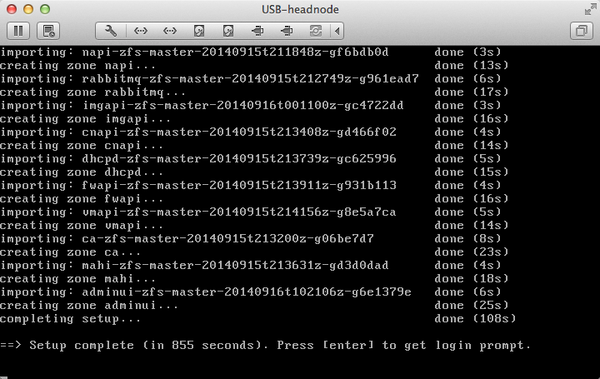 USB-headnode
importing: napi-zfs-master-20140915t211848z-gf6bdb0d done (3s)
creating zone napi... done (13s)
importing: rabbitmq-zfs-master-20140915t212749z-g961ead7 done (6s)
creating zone rabbitmq... done (17s)
importing: imgapi-zfs-master-20140916t001100z-gc4722dd done (3s)
creating zone imgapi... done (16s)
importing: cnapi-zfs-master-20140915t213408z-gd466f02 done (4s)
creating zone cnapi... done (14s)
importing: dhcpd-zfs-master-20140915t213739z-gc625996 done (5s)
creating zone dhcpd... done (15s)
importing: fwapi-zfs-master-20140915t213911z-g931b113 done (4s)
creating zone fwapi... done (16s)
importing: vmapi-zfs-master-20140915t214156z-g8e5a7ca done (5s)
creating zone vmapi... done (14s)
importing: ca-zfs-master-20140915t213200z-g06be7d7 done (8s)
creating zone ca... done (23s)
importing: mahi-zfs-master-20140915t213631z-gd3d0dad done (4s)
creating zone mahi... done (18s)
importing: adminui-zfs-master-20140916t102106z-g6e1379e done (6s)
creating zone adminui... done (25s)
completing setup... done (108s)
==> Setup complete (in 855 seconds). Press [enter] to get login prompt.